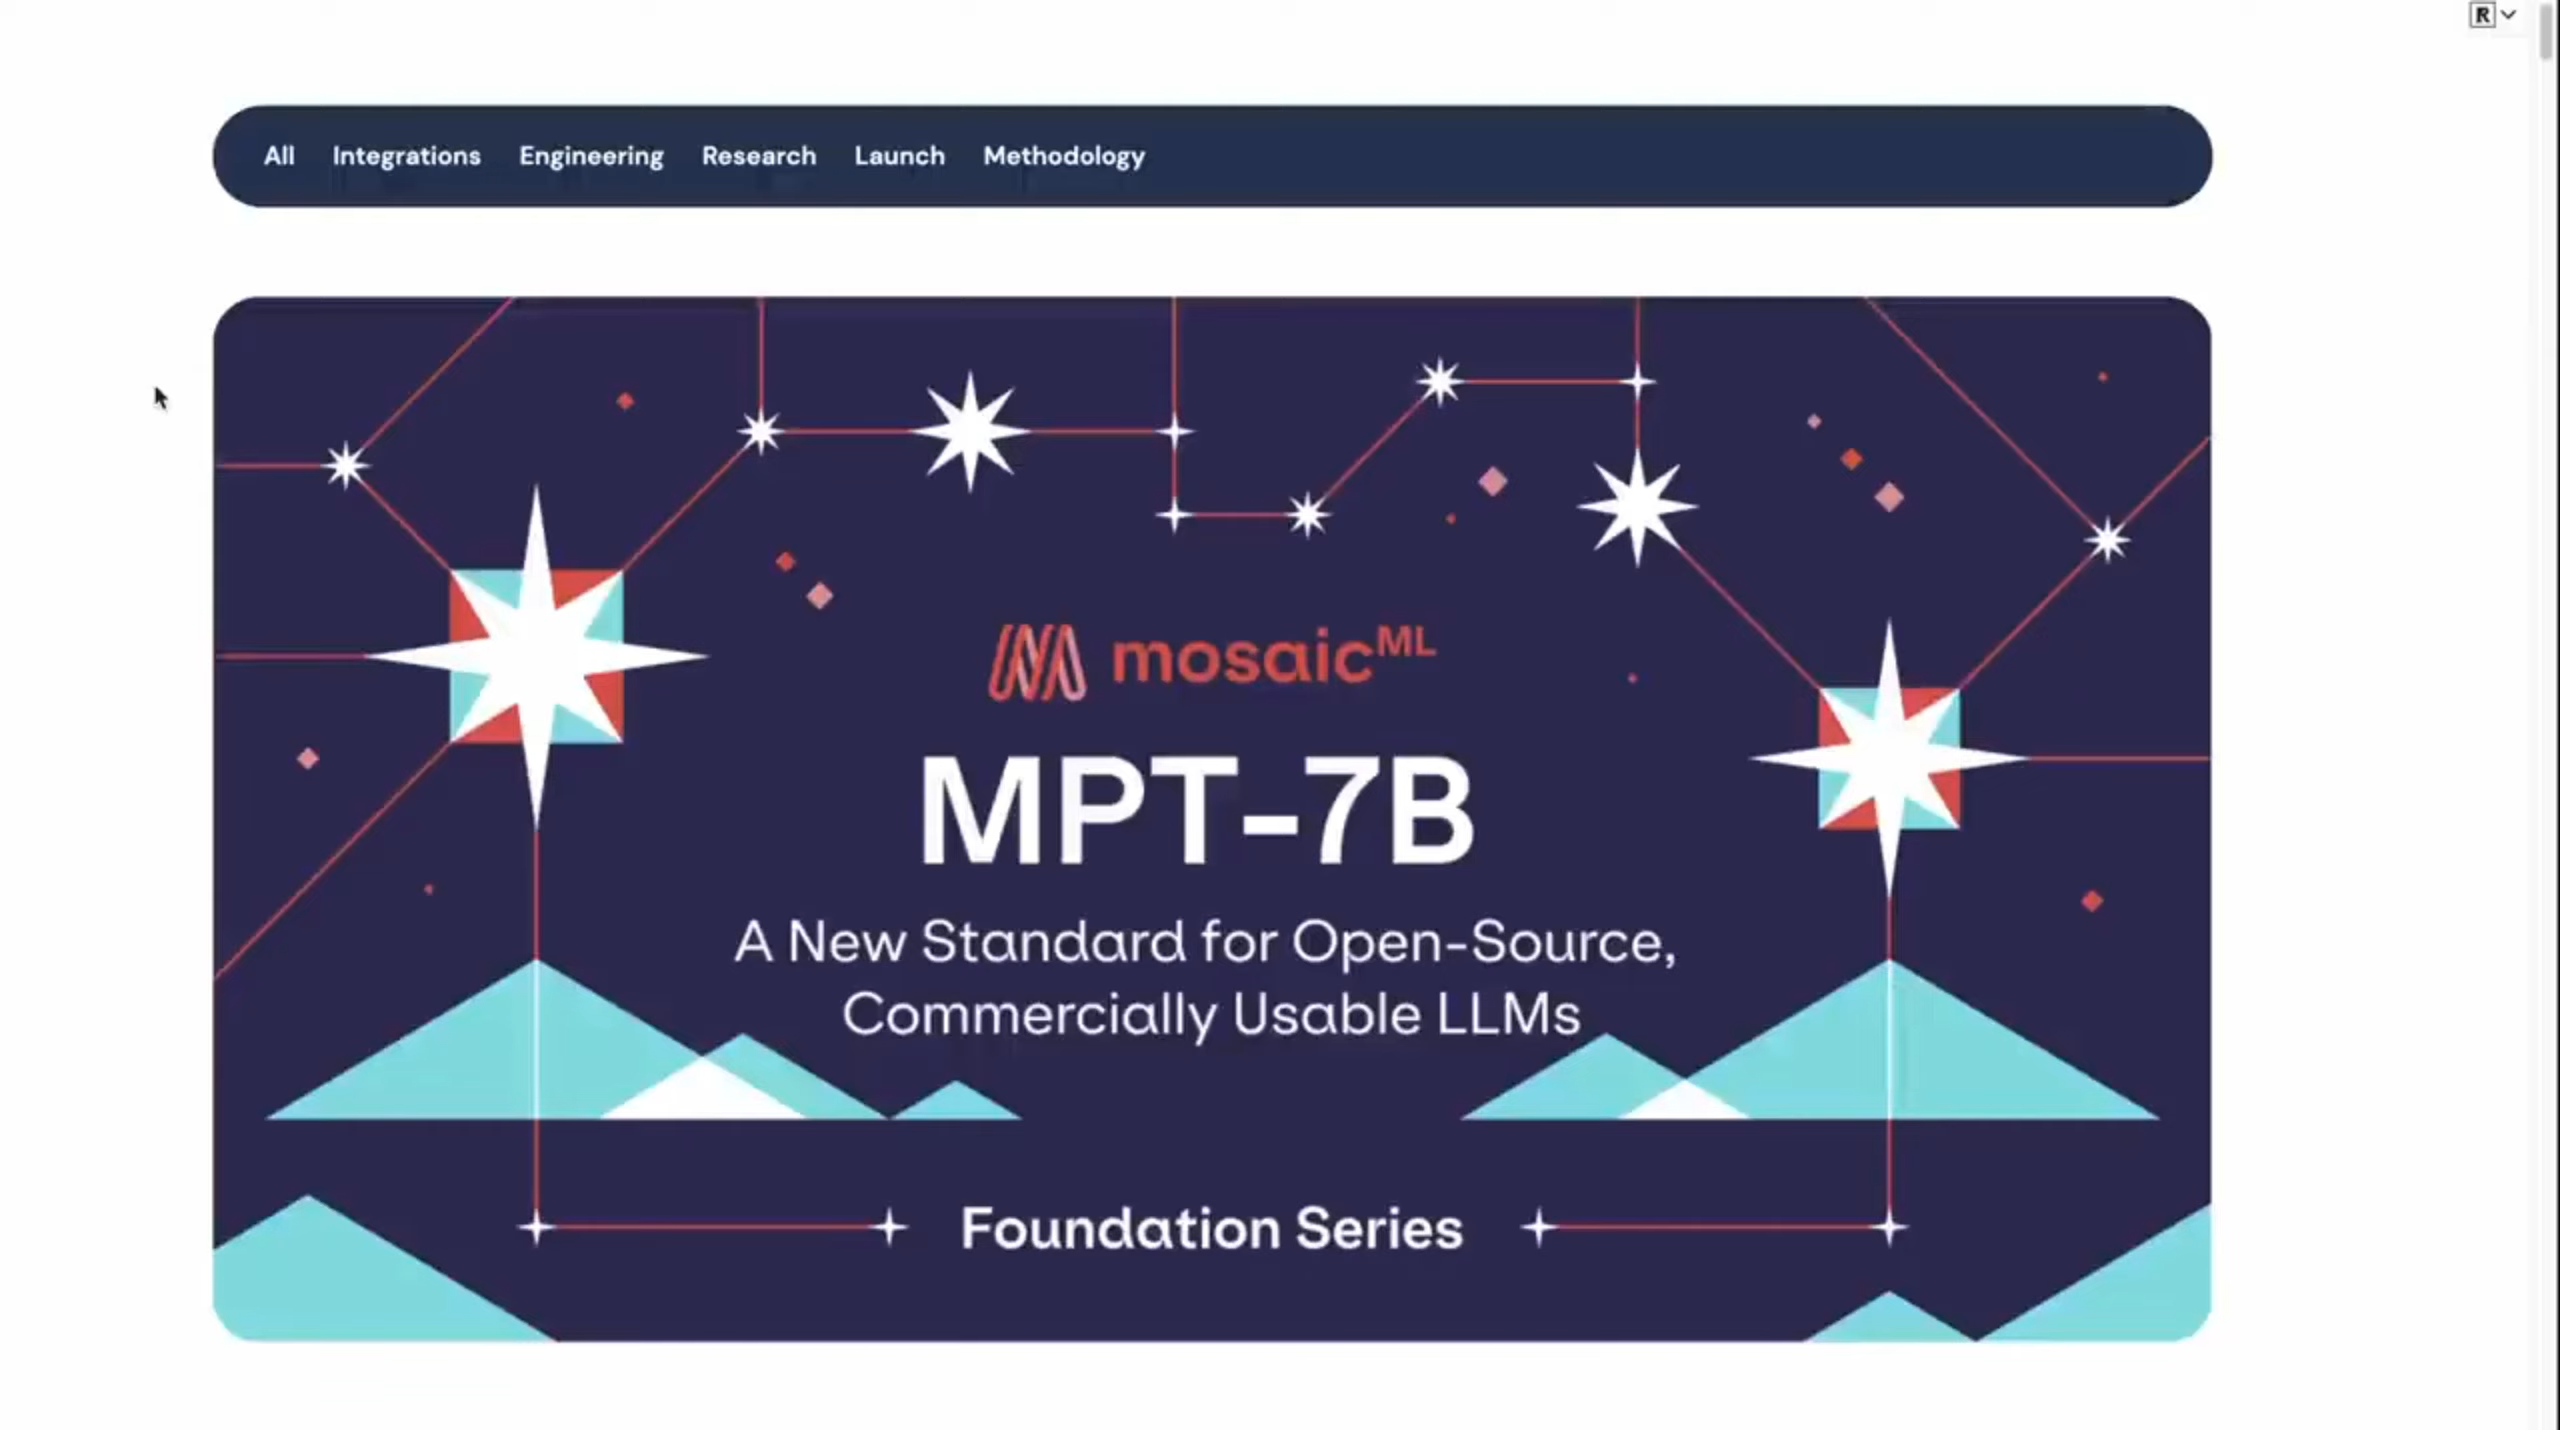 R
All Integrations Engineering Research Launch Methodology
mosaicML
MPT-7B
A New Standard for Open-Source,
Commercially Usable LLMs
Foundation Series